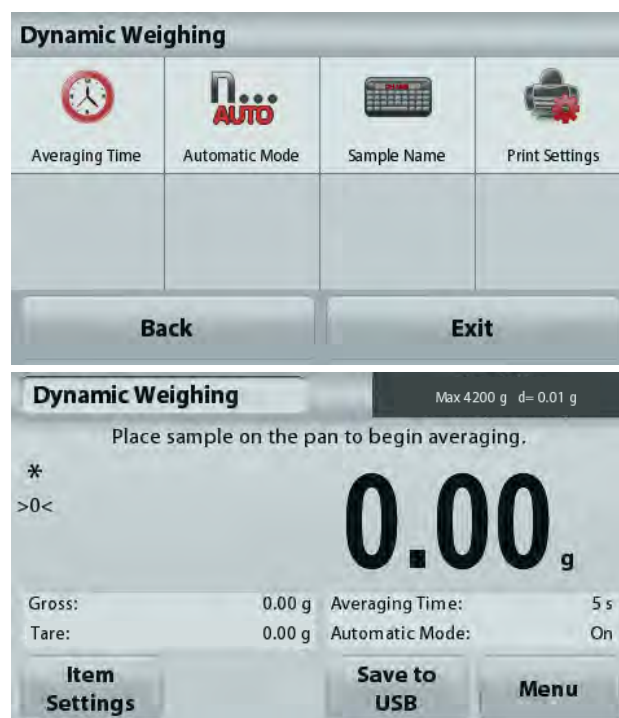 Dynamic Weighing
n...
AUTO
Averaging Time Automatic Mode Sample Name Print Settings
Back Exit
Dynamic Weighing
Max 4200 g d= 0.01 g
Place sample on the pan to begin averaging.
*
>0<
0.00 g
Gross: 0.00 g Averaging Time: 5 s
Tare: 0.00 g Automatic Mode: On
Item Settings
Save to USB
Menu